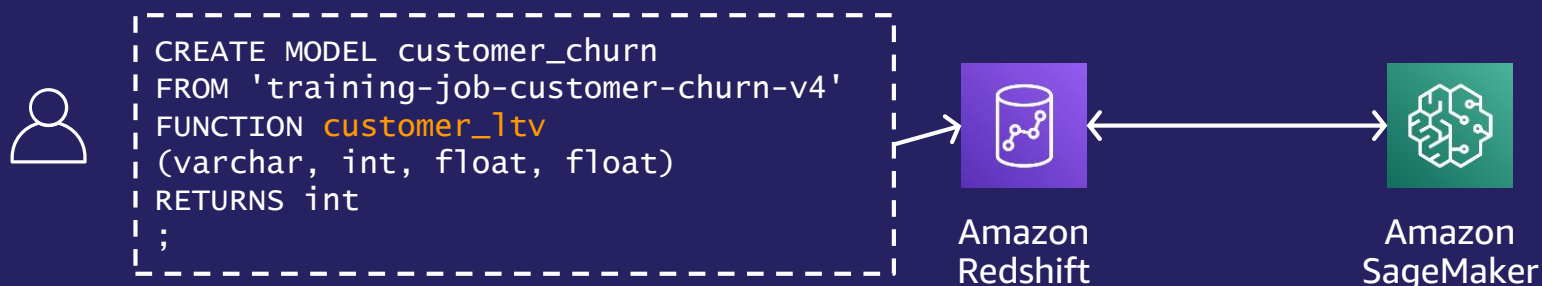 CREATE MODEL customer_churn
FROM 'training-job-customer-churn-v4'
FUNCTION customer_ltv
(varchar, int, float, float)
RETURNS int
;
Amazon
Redshift
Amazon
SageMaker